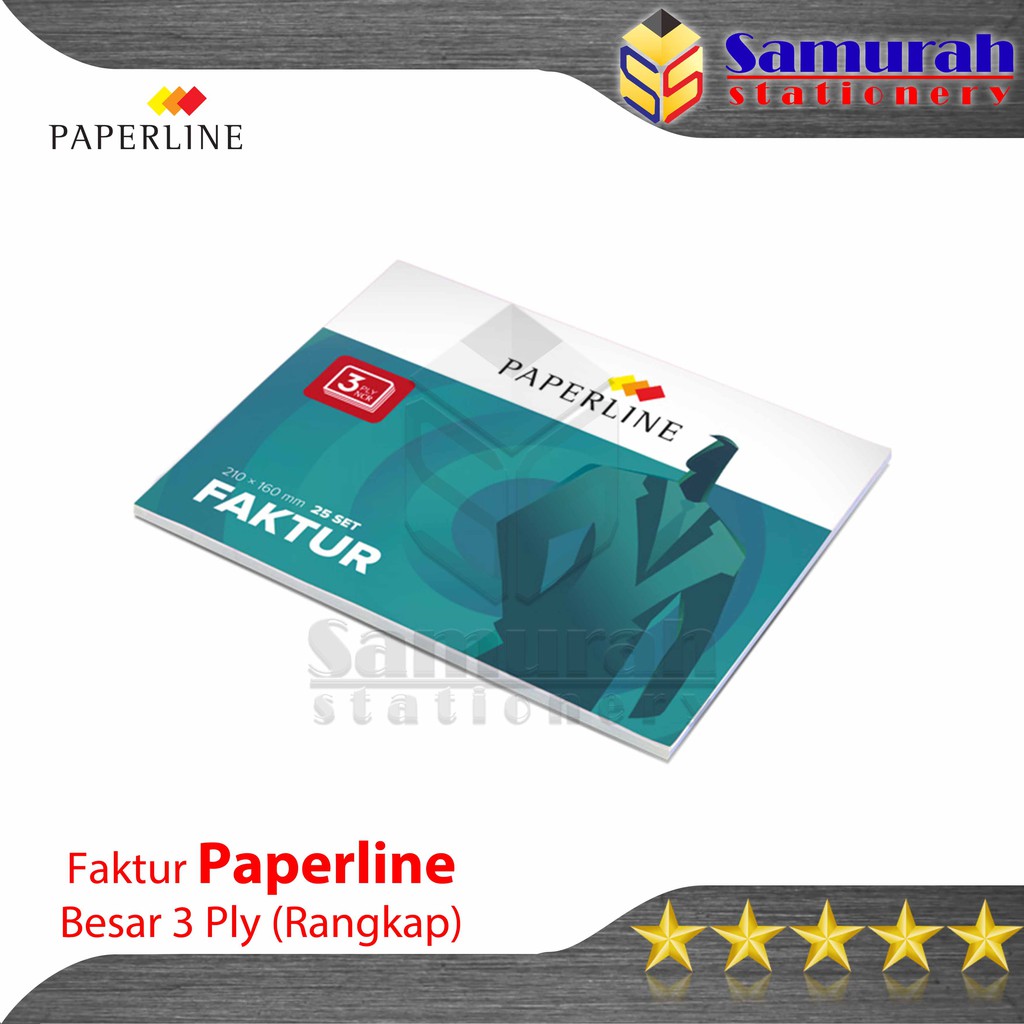 Samurah
stationery
PAPERLINE
PAPERLINE
3 PLY NCR
210 × 160 mm 25 SET
FAKTUR
Samurah
stationery
Faktur Paperline
Besar 3 Ply (Rangkap)